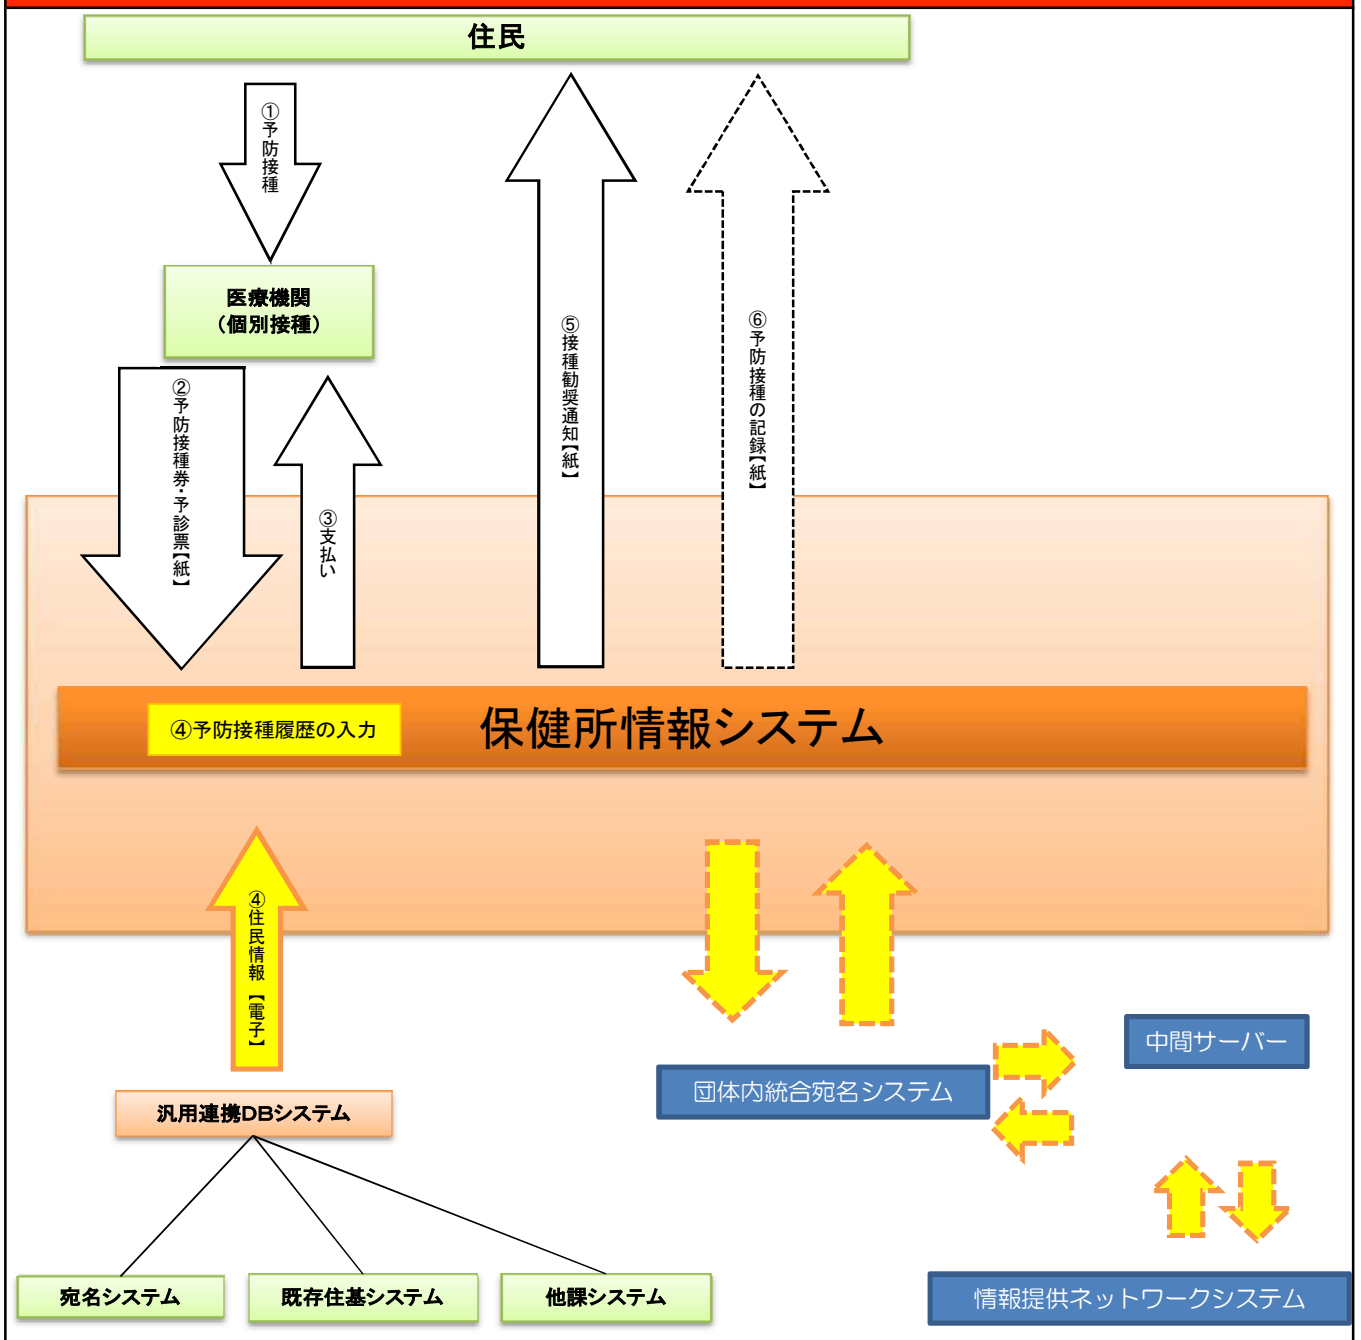 住民
①予防接種
医療機関
（個別接種）
②予防接種券・予診票【紙】
③支払い
⑤接種勧奨通知【紙】
⑥予防接種の記録【紙】
④予防接種履歴の入力
保健所情報システム
④住民情報【電子】
汎用連携DBシステム
団体内統合宛名システム
中間サーバー
宛名システム
既存住基システム
他課システム
情報提供ネットワークシステム